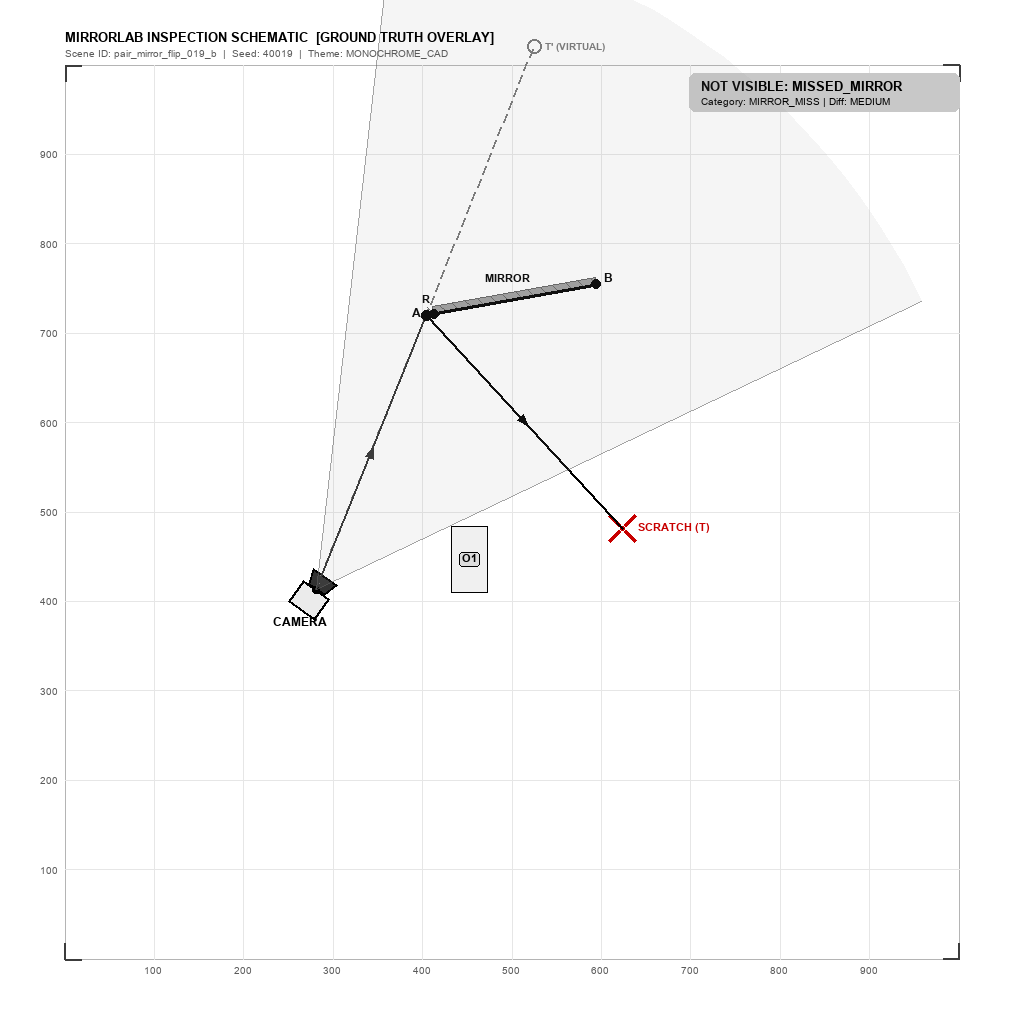 MIRRORLAB INSPECTION SCHEMATIC [GROUND TRUTH OVERLAY]
Scene ID: pair_mirror_flip_019_b | Seed: 40019 | Theme: MONOCHROME_CAD
T' (VIRTUAL)
NOT VISIBLE: MISSED_MIRROR
Category: MIRROR_MISS | Diff: MEDIUM
900
800
MIRROR
B
R
A
700
600
SCRATCH (T)
500
O1
400
CAMERA
300
200
100
100 200 300 400 500 600 700 800 900